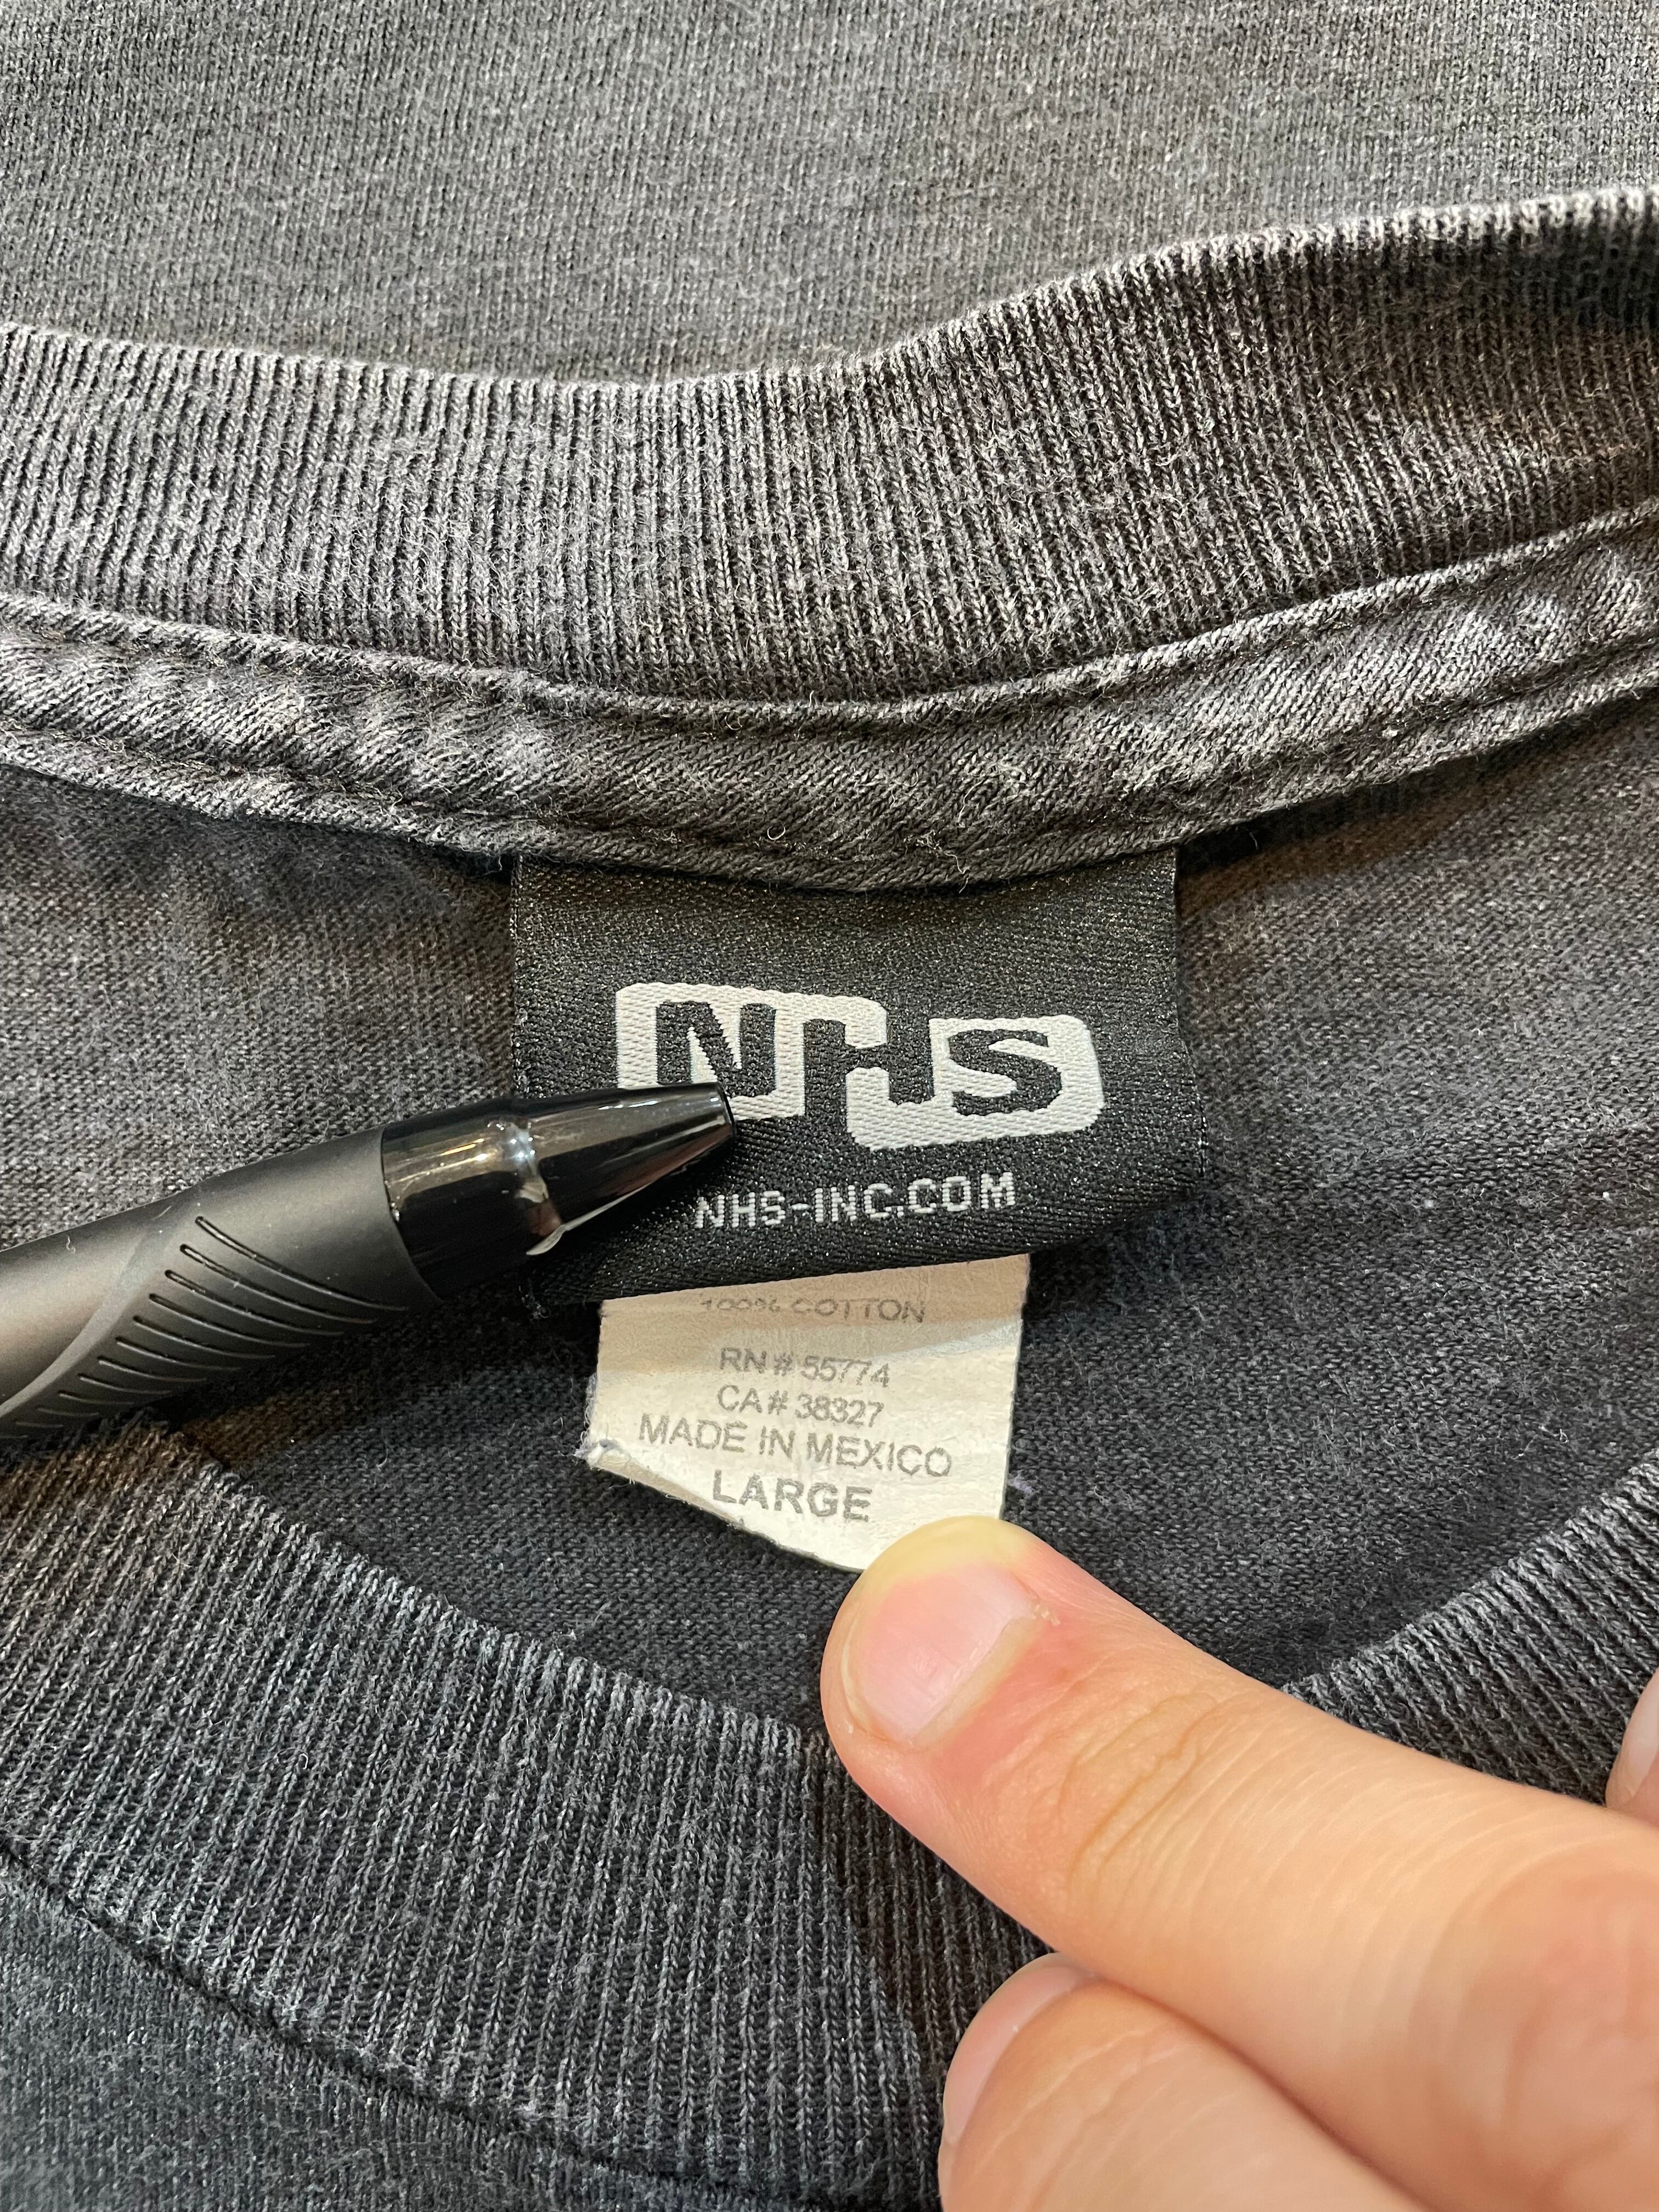 NHS
NHS-INC.COM
100% COTTON
RN# 55774
CA# 38327
MADE IN MEXICO
LARGE